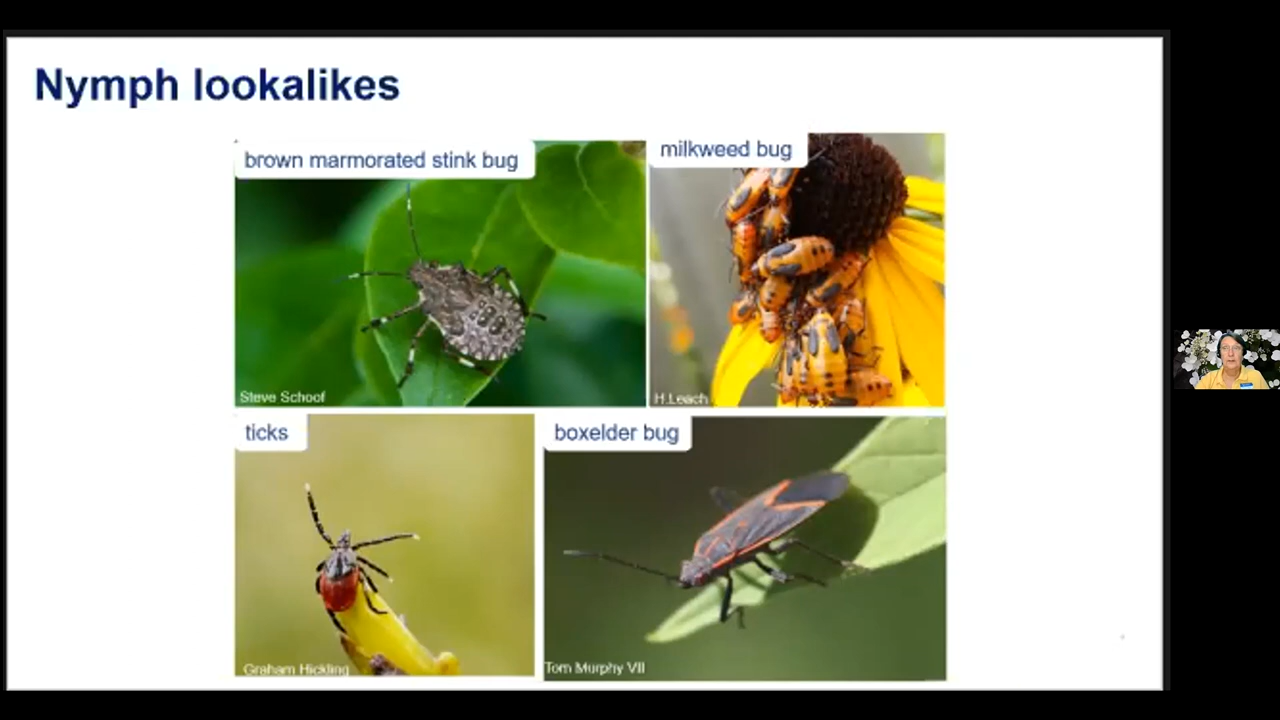 Nymph lookalikes
brown marmorated stink bug
milkweed bug
Steve Schoof
H.Leach
ticks
boxelder bug
Graham Hickling
Tom Murphy VII